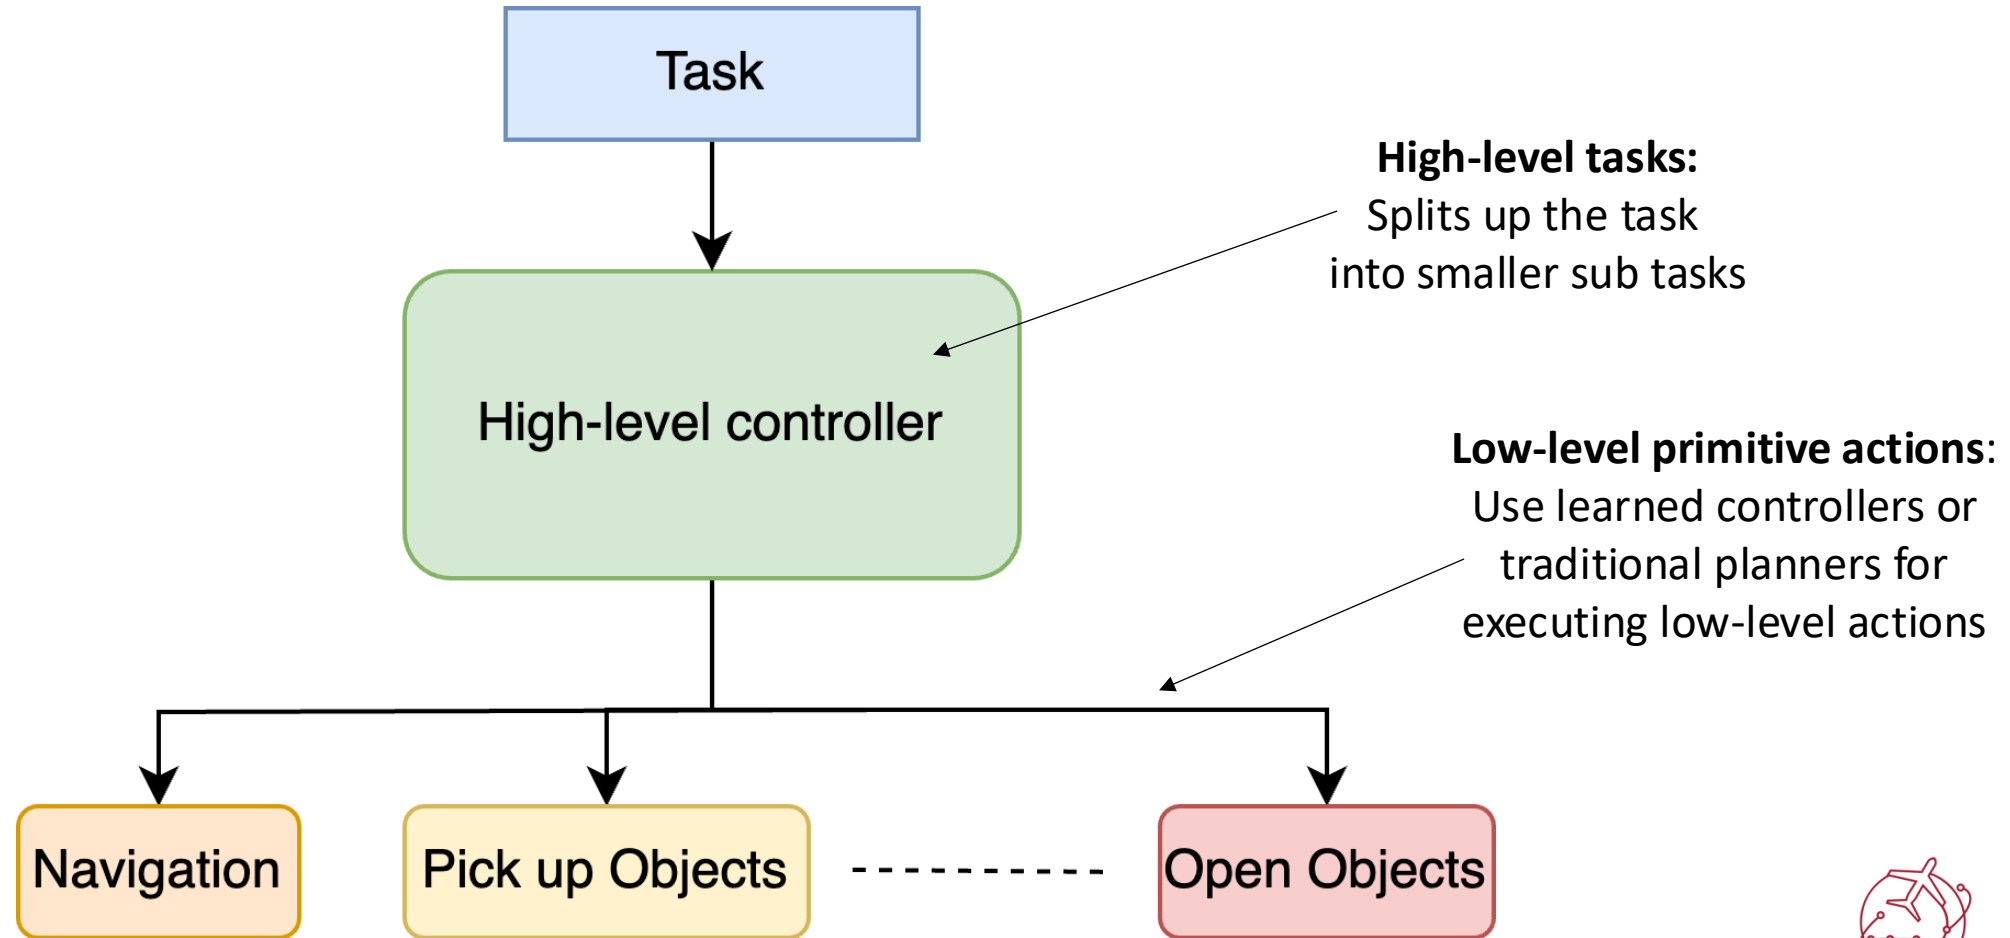 Task
High-level tasks:
Splits up the task
into smaller sub tasks
High-level controller
Low-level primitive actions:
Use learned controllers or
traditional planners for
executing low-level actions
Navigation
Pick up Objects
Open Objects